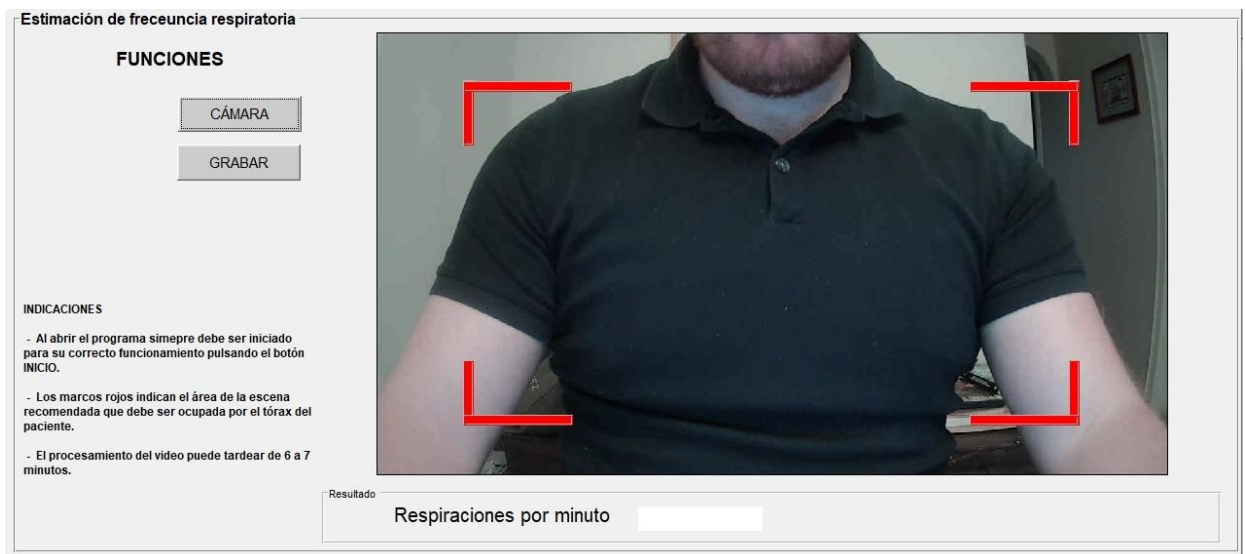 Estimación de freceuncia respiratoria
FUNCIONES
CÁMARA
GRABAR
INDICACIONES
- Al abrir el programa simepre debe ser iniciado
para su correcto funcionamiento pulsando el botón
INICIO.
- Los marcos rojos indican el área de la escena
recomendada que debe ser ocupada por el tórax del
paciente.
- El procesamiento del video puede tardear de 6 a 7
minutos.
Resultado
Respiraciones por minuto